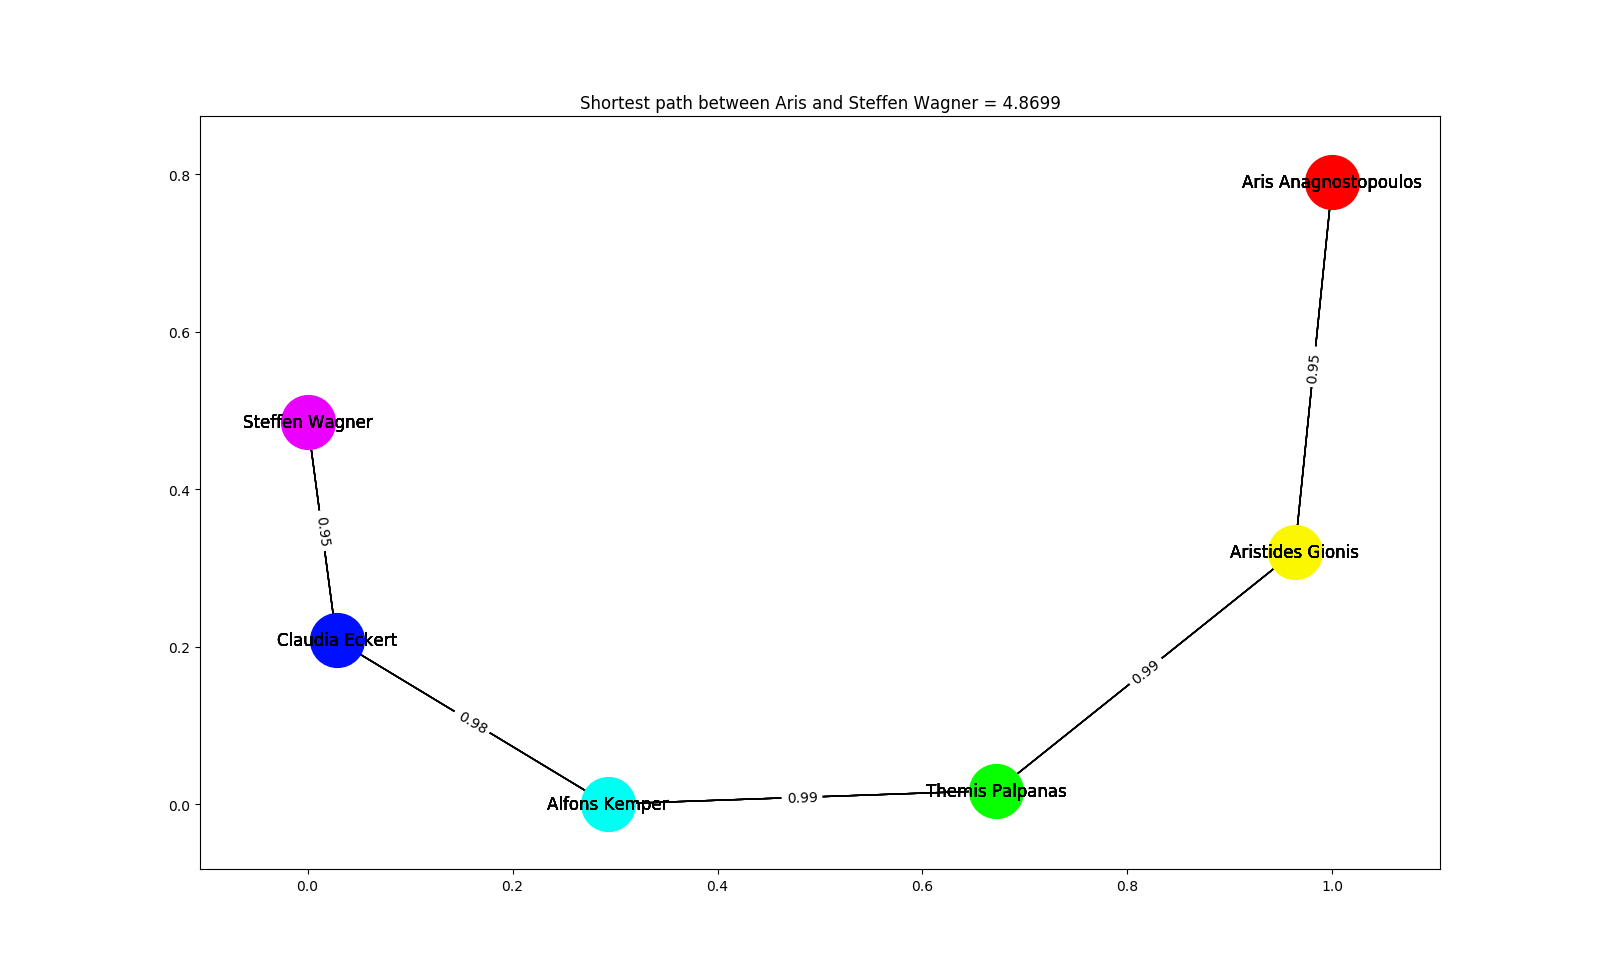 Shortest path between Aris and Steffen Wagner = 4.8699
0.8
Aris Anagnostopoulos
0.6
0.95
Steffen Wagner
0.4
0.95
Aristides Gionis
Claudia Eckert
0.2
0.99
0.98
Themis Palpanas
0.99
Alfons Kemper
0.0
0.0 0.2 0.4 0.6 0.8 1.0